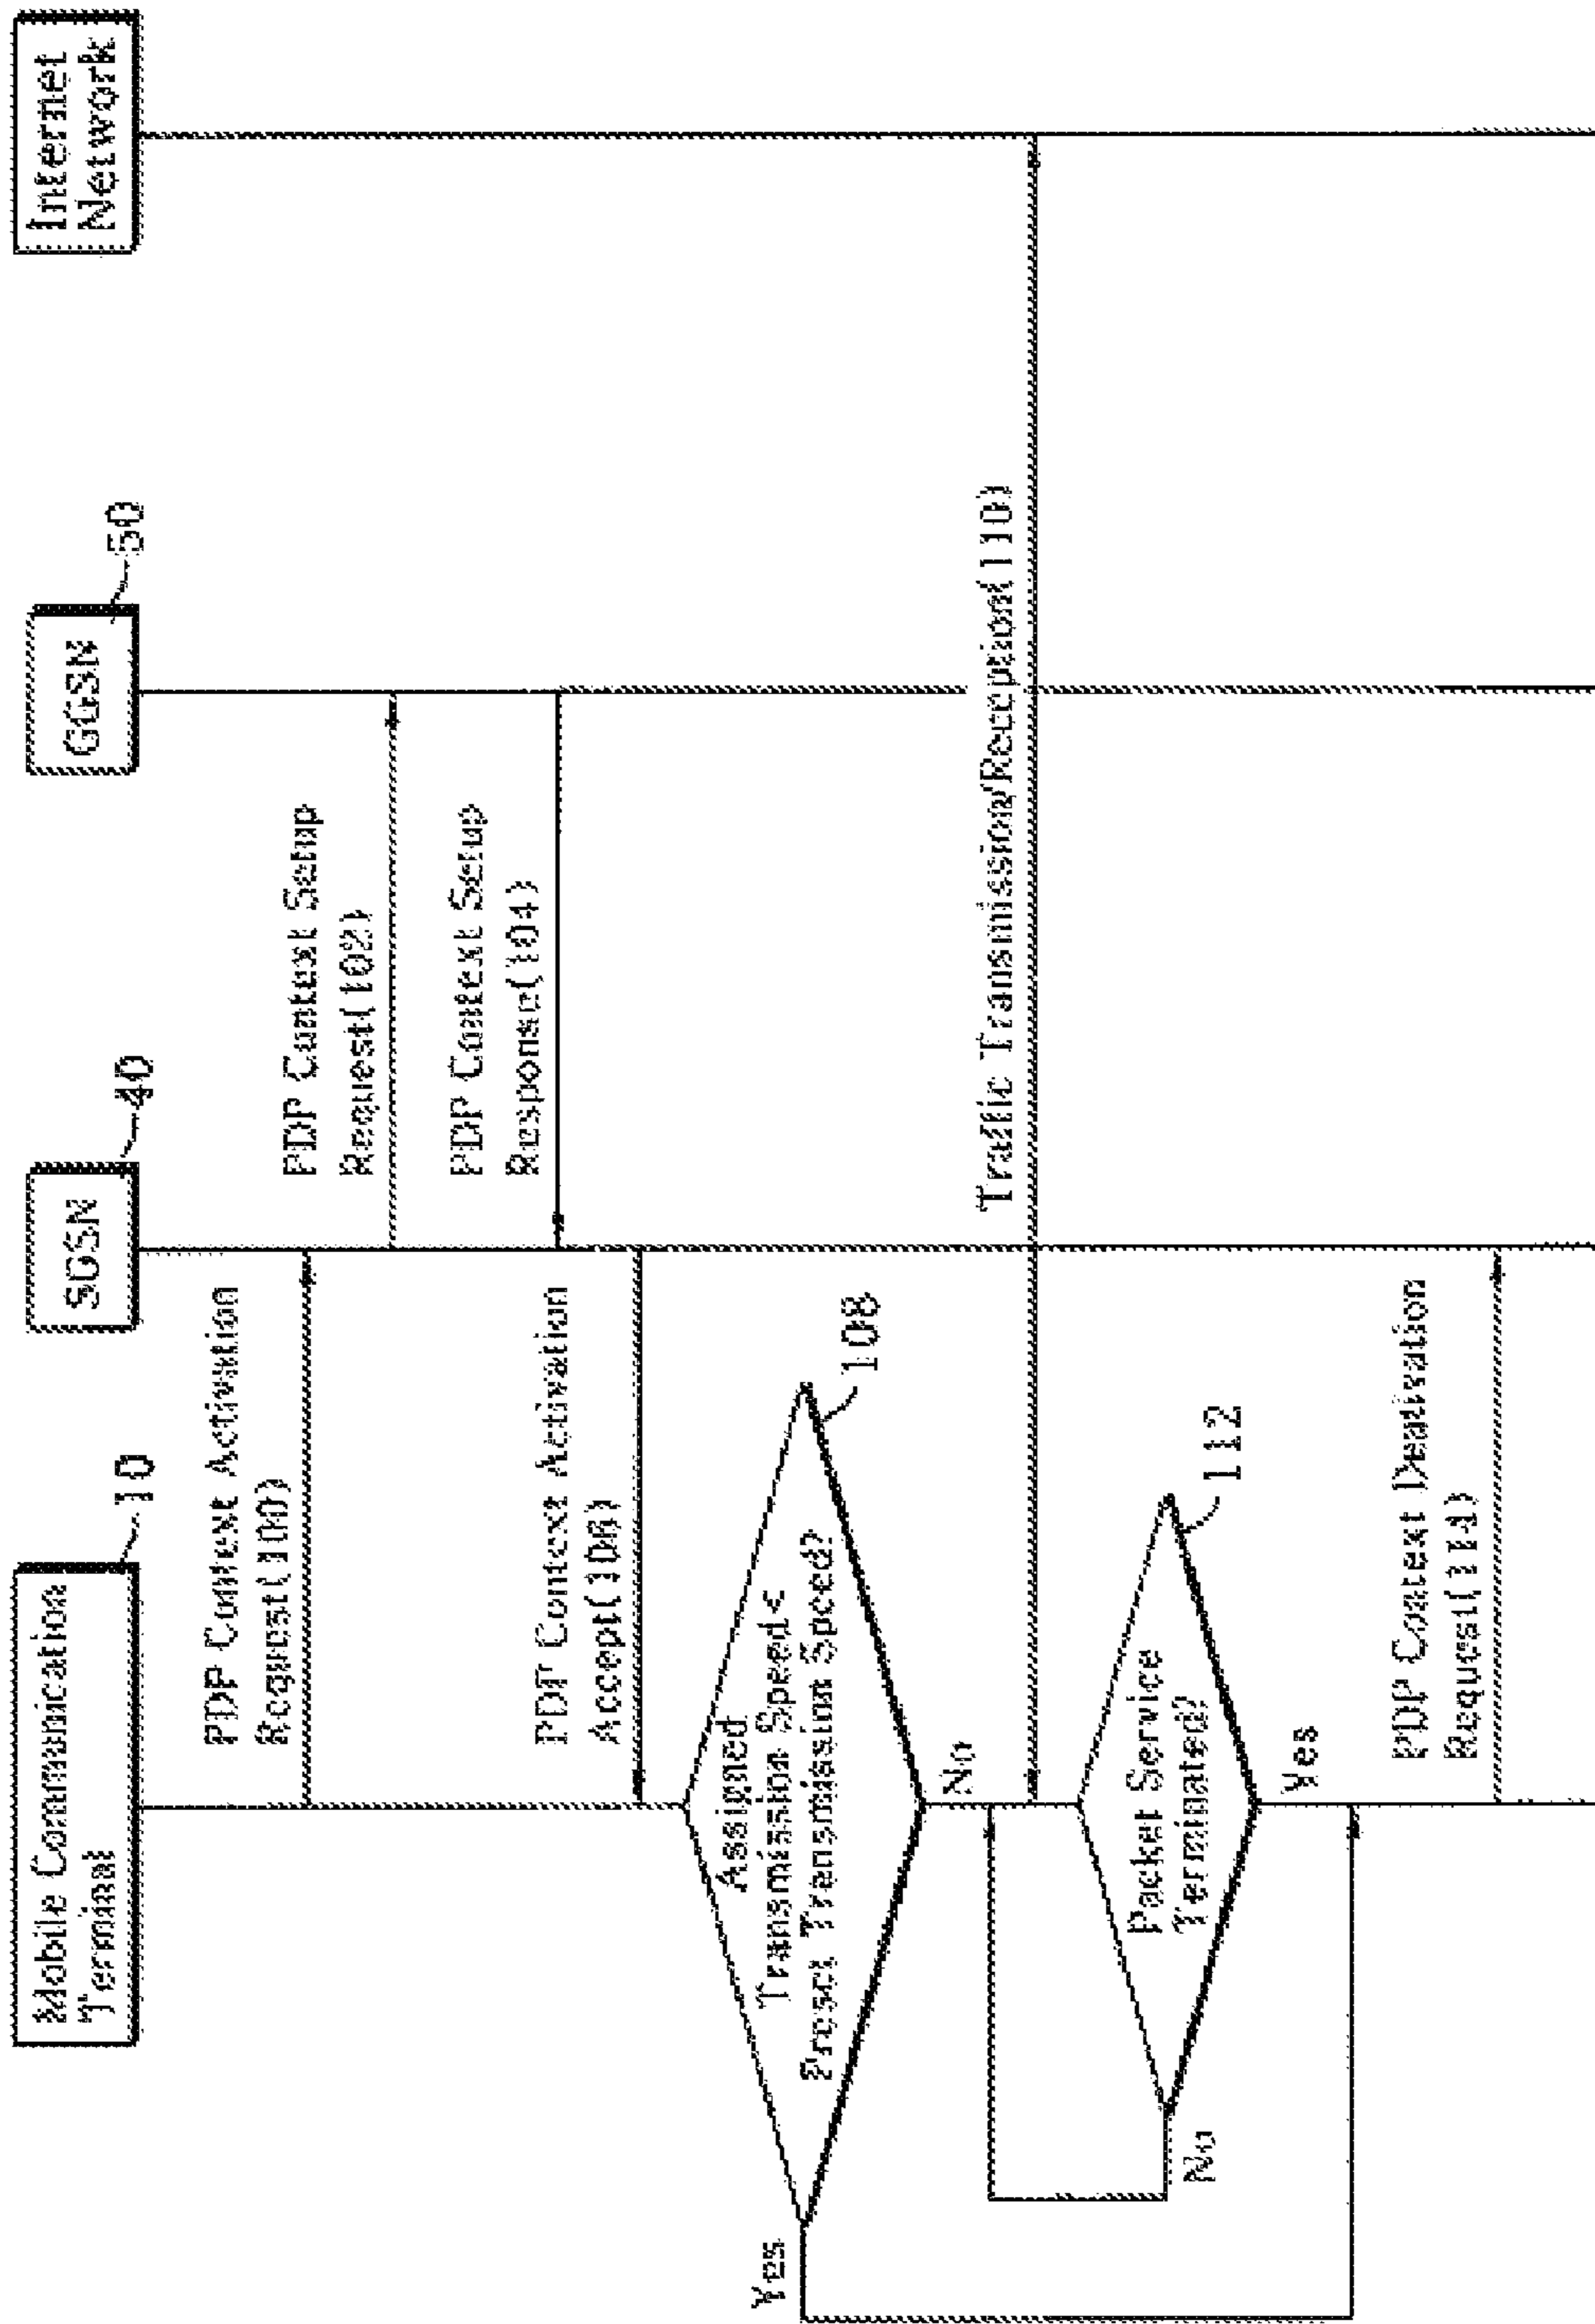 Mobile Communication
Terminal
10
SGSN
40
GGSN
50
Internet
Network
PDP Context Activation
Request(100)
PDP Context Setup
Request(102)
PDP Context Setup
Response(104)
PDP Context Activation
Accept(106)
Assigned
Transmission Speed<
Preset Transmission Speed?
108
Yes
No
Traffic Transmission/Reception(110)
Packet Service
Terminated?
112
No
Yes
PDP Context Deativation
Request(114)